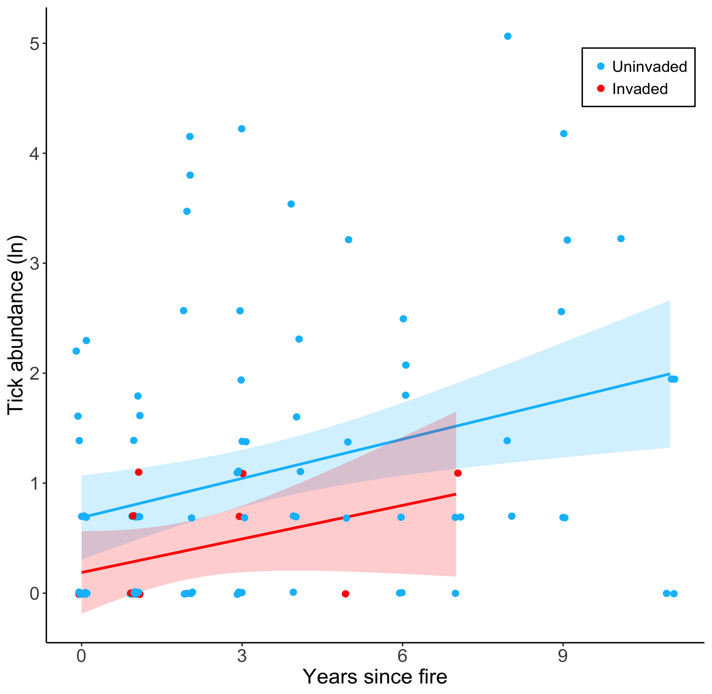 Uninvaded
Invaded
Tick abundance (ln)
5
4
3
2
1
0
0 3 6 9
Years since fire